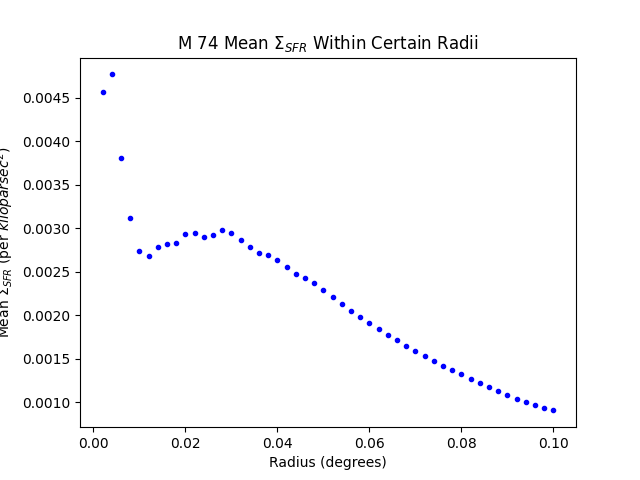 M 74 Mean Σ_SFR Within Certain Radii
Mean Σ_SFR (per kiloparsec²)
0.0045
0.0040
0.0035
0.0030
0.0025
0.0020
0.0015
0.0010
0.00 0.02 0.04 0.06 0.08 0.10
Radius (degrees)